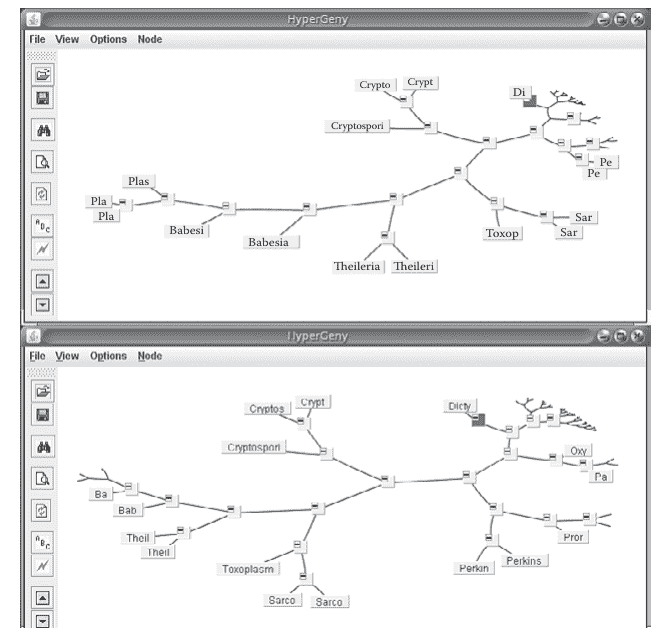 HyperGeny
File View Options Node
Crypto Crypt
Di
Cryptospori
Pe
Pe
Plas
Pla
Pla
Babesi
Babesia
Sar
Toxop
Sar
Theileria Theileri
HyperGeny
File View Options Node
Cryptos Crypt
Dicty
Cryptospori
Oxy
Pa
Ba
Bab
Theil
Theil
Pror
Toxoplasm
Perkin Perkins
Sarco Sarco